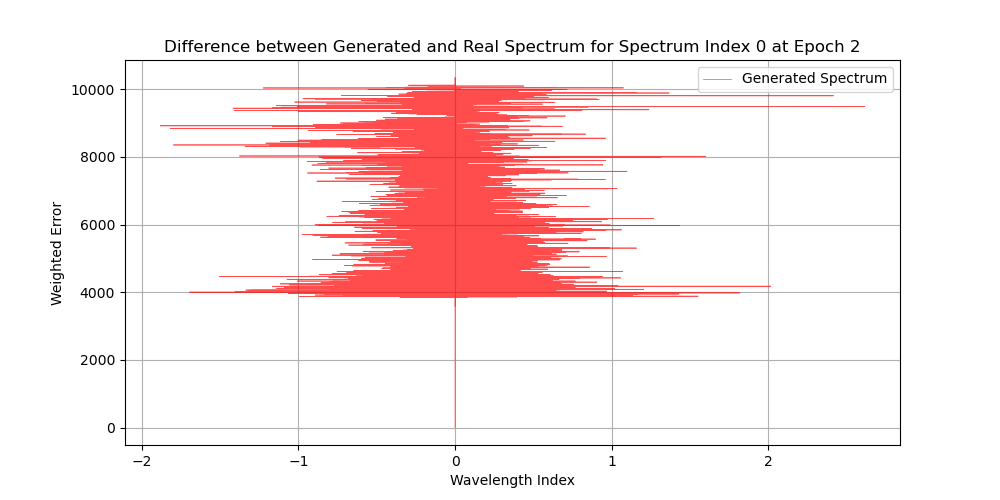 Difference between Generated and Real Spectrum for Spectrum Index 0 at Epoch 2
Generated Spectrum
10000
8000
6000
4000
2000
0
Weighted Error
−2
−1
0
1
2
Wavelength Index